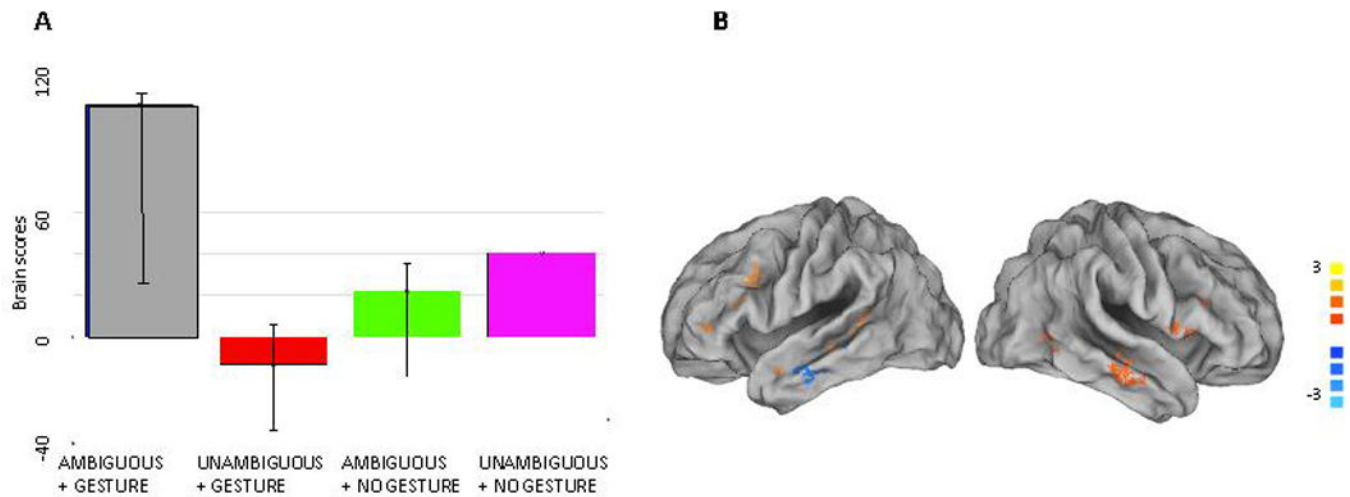 A
B
120
60
0
-40
Brain scores
AMBIGUOUS
+ GESTURE
UNAMBIGUOUS
+ GESTURE
AMBIGUOUS
+ NO GESTURE
UNAMBIGUOUS
+ NO GESTURE
3
-3